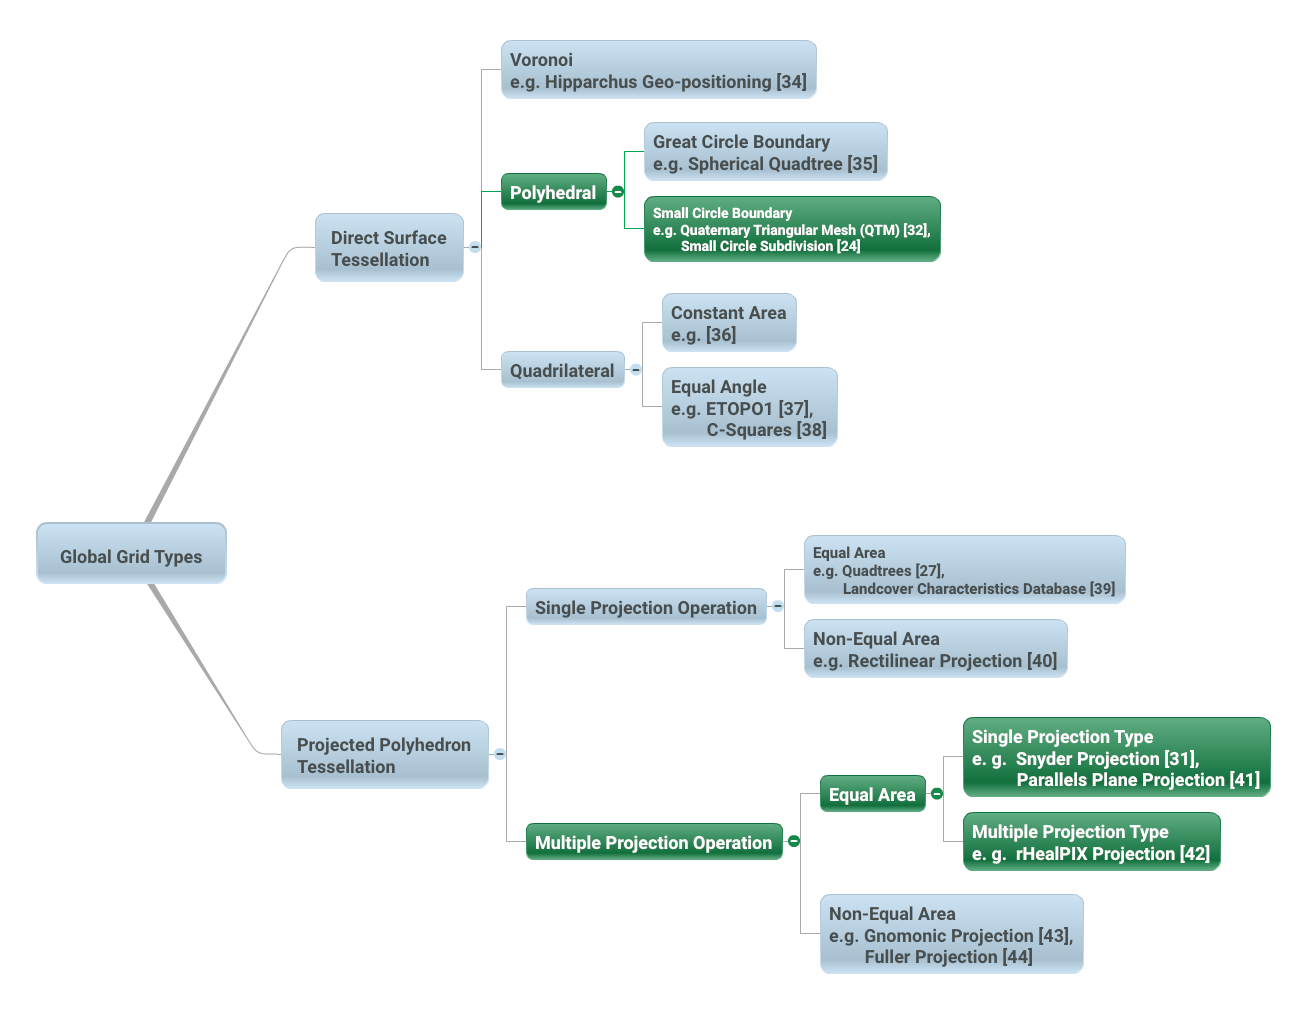 Voronoi
e.g. Hipparchus Geo-positioning [34]
Great Circle Boundary
e.g. Spherical Quadtree [35]
Polyhedral
Small Circle Boundary
e.g. Quaternary Triangular Mesh (QTM) [32],
Small Circle Subdivision [24]
Direct Surface
Tessellation
Constant Area
e.g. [36]
Quadrilateral
Equal Angle
e.g. ETOPO1 [37],
C-Squares [38]
Global Grid Types
Equal Area
e.g. Quadtrees [27],
Landcover Characteristics Database [39]
Single Projection Operation
Non-Equal Area
e.g. Rectilinear Projection [40]
Projected Polyhedron
Tessellation
Single Projection Type
e. g. Snyder Projection [31],
Parallels Plane Projection [41]
Equal Area
Multiple Projection Operation
Multiple Projection Type
e. g. rHealPIX Projection [42]
Non-Equal Area
e.g. Gnomonic Projection [43],
Fuller Projection [44]